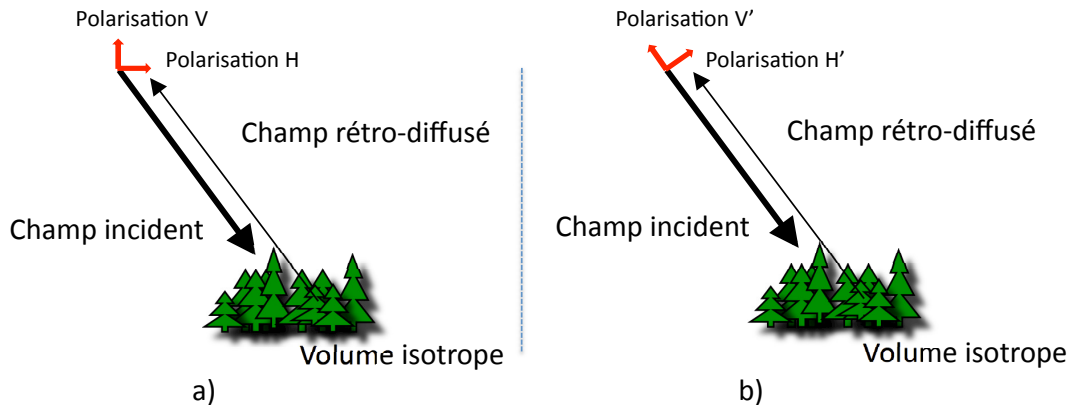 Polarisation V
Polarisation H
Champ rétro-diffusé
Champ incident
Volume isotrope
a)
Polarisation V’
Polarisation H’
Champ rétro-diffusé
Champ incident
Volume isotrope
b)